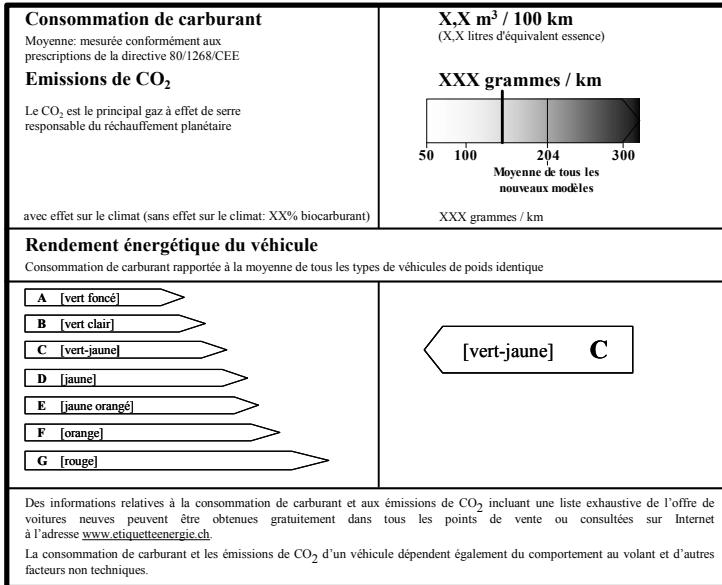 Consommation de carburant
Moyenne: mesurée conformément aux
prescriptions de la directive 80/1268/CEE
X,X m³ / 100 km
(X,X litres d'équivalent essence)
Emissions de CO₂
Le CO₂ est le principal gaz à effet de serre
responsable du réchauffement planétaire
XXX grammes / km
50 100 204 300
Moyenne de tous les
nouveaux modèles
avec effet sur le climat (sans effet sur le climat: XX% biocarburant)
XXX grammes / km
Rendement énergétique du véhicule
Consommation de carburant rapportée à la moyenne de tous les types de véhicules de poids identique
A [vert foncé]
B [vert clair]
C [vert-jaune]
D [jaune]
E [jaune orangé]
F [orange]
G [rouge]
[vert-jaune] C
Des informations relatives à la consommation de carburant et aux émissions de CO₂ incluant une liste exhaustive de l'offre de
voitures neuves peuvent être obtenues gratuitement dans tous les points de vente ou consultées sur Internet
à l'adresse www.etiquetteenergie.ch.
La consommation de carburant et les émissions de CO₂ d'un véhicule dépendent également du comportement au volant et d'autres
facteurs non techniques.